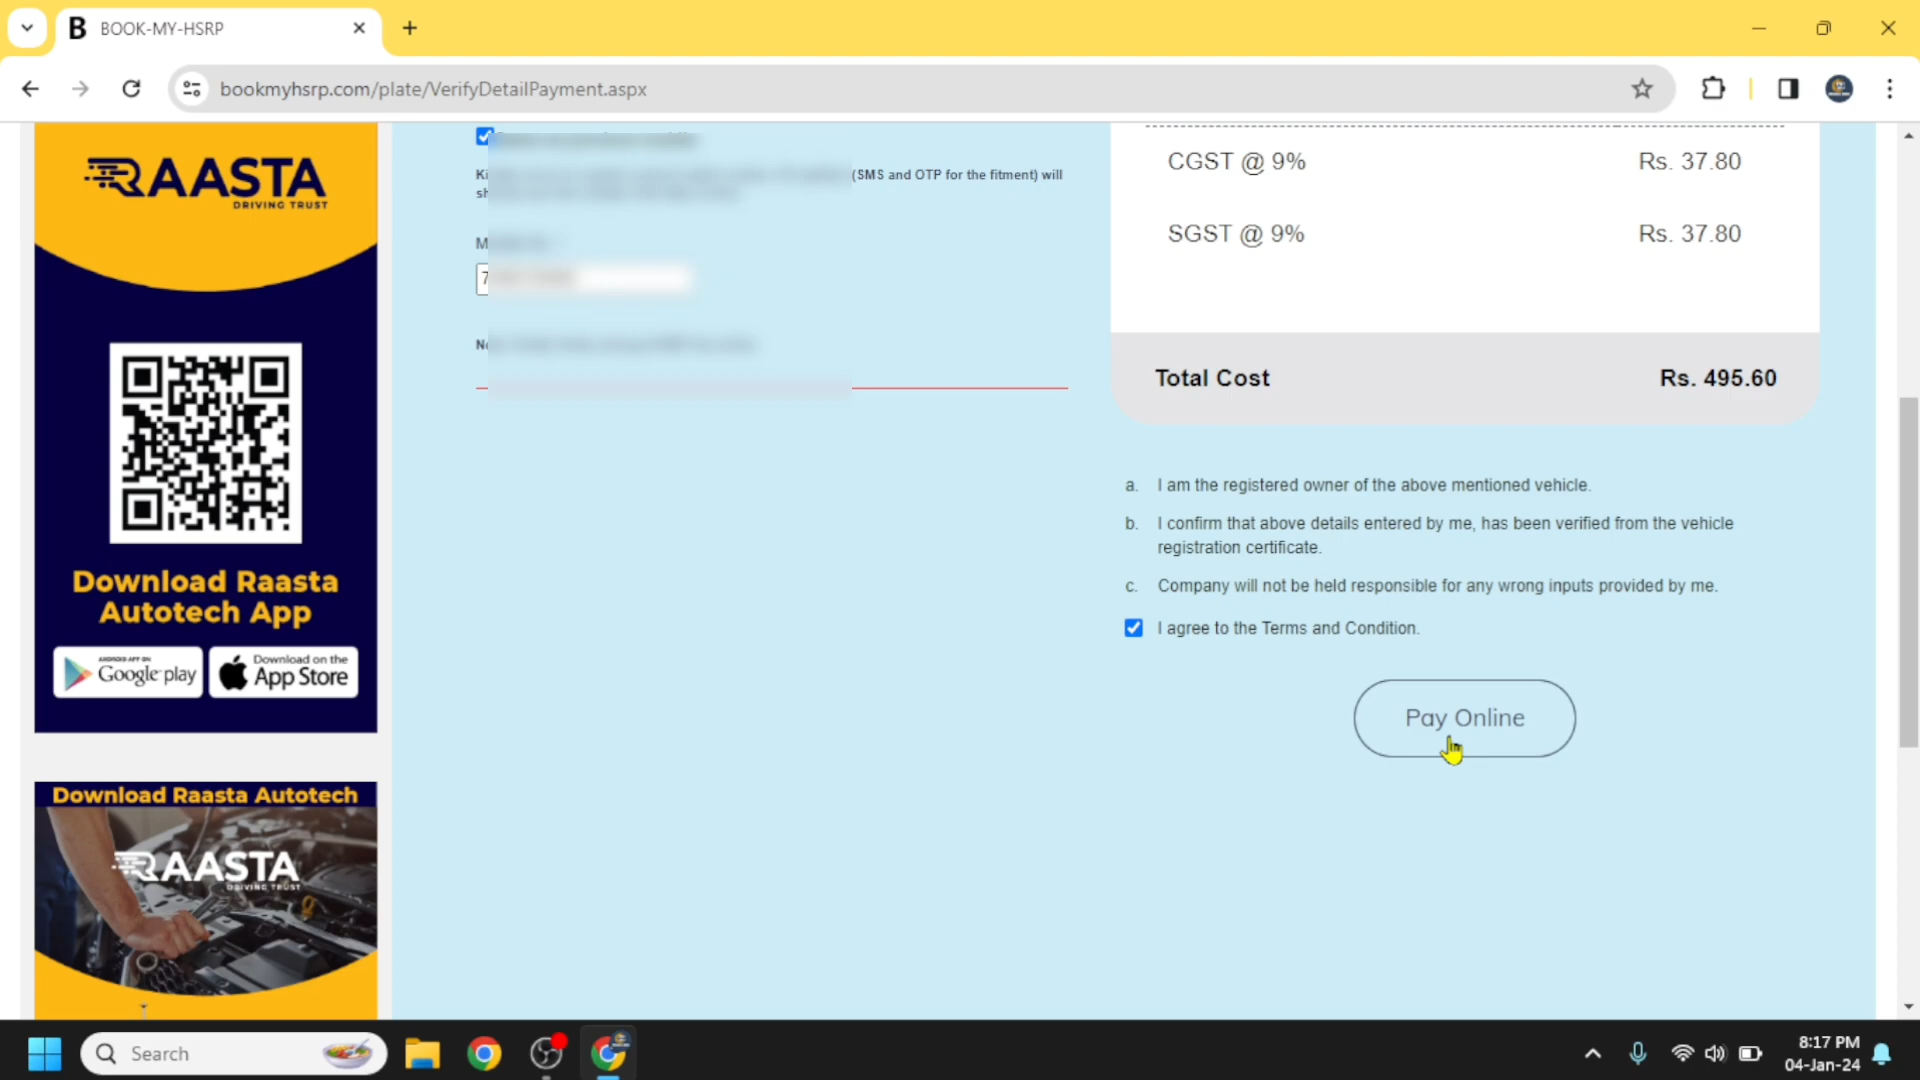 BOOK-MY-HSRP
bookmyhsrp.com/plate/VerifyDetailPayment.aspx
RAASTA
DRIVING TRUST
Download Raasta
Autotech App
ANDROID APP ON
Google play
Download on the
App Store
Download Raasta Autotech
RAASTA
DRIVING TRUST
(SMS and OTP for the fitment) will
CGST @ 9% Rs. 37.80
SGST @ 9% Rs. 37.80
Total Cost Rs. 495.60
a. I am the registered owner of the above mentioned vehicle.
b. I confirm that above details entered by me, has been verified from the vehicle
registration certificate.
c. Company will not be held responsible for any wrong inputs provided by me.
I agree to the Terms and Condition.
Pay Online
Search
8:17 PM
04-Jan-24